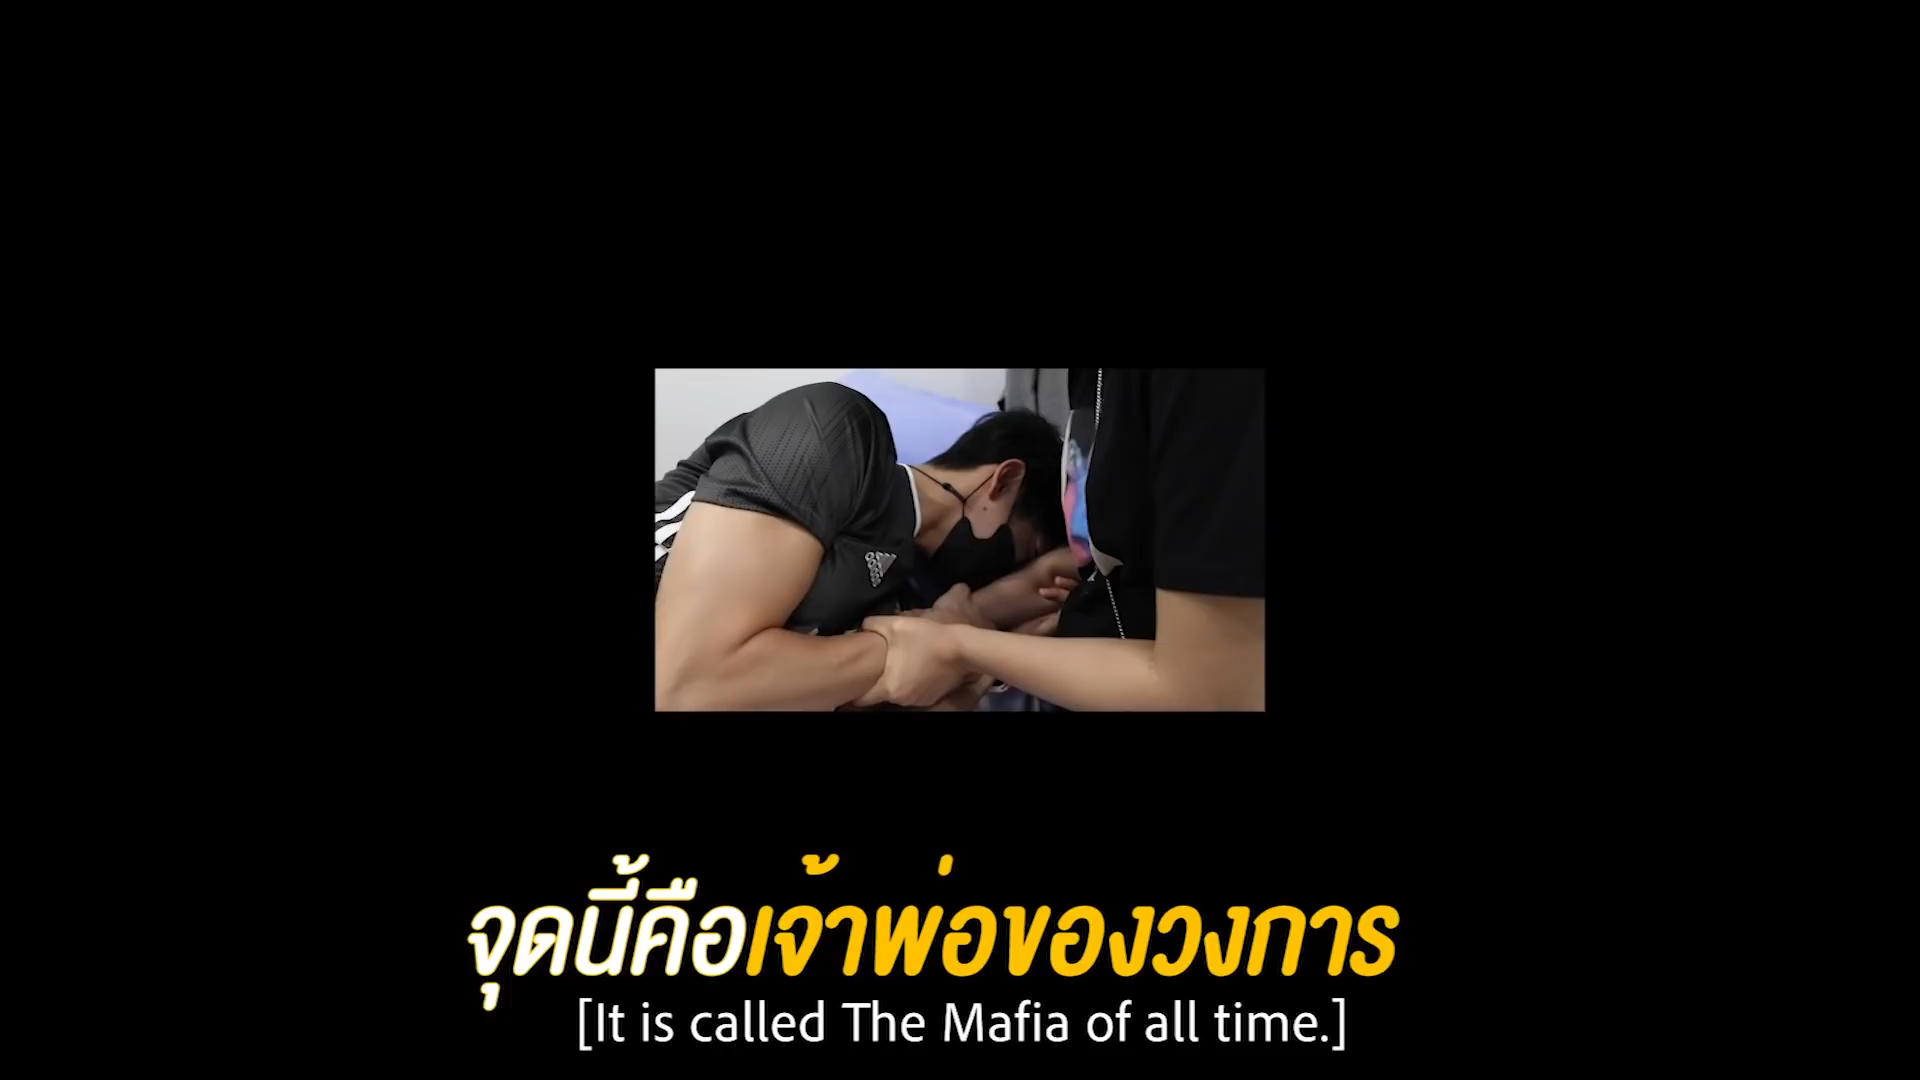 adidas
จุดนี้คือเจ้าพ่อของวงการ
[It is called The Mafia of all time.]